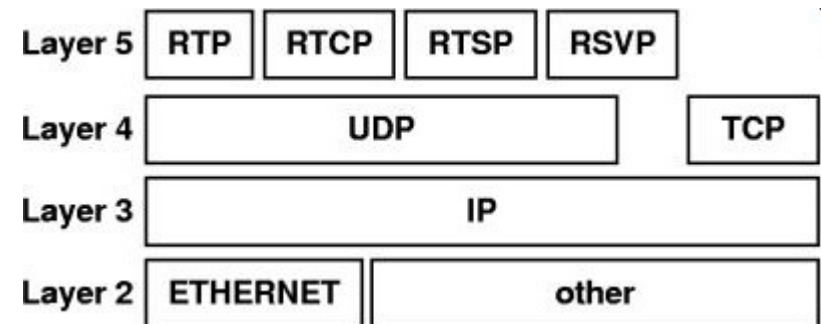 Layer 5 RTP RTCP RTSP RSVP
Layer 4 UDP TCP
Layer 3 IP
Layer 2 ETHERNET other